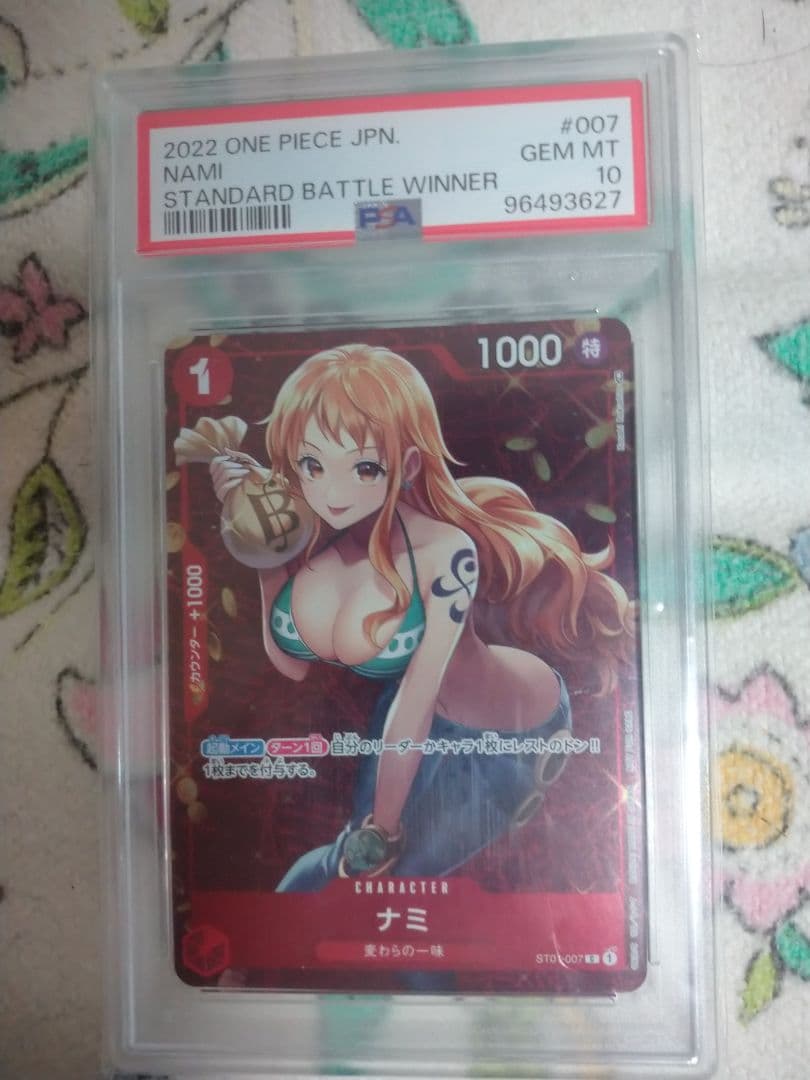 2022 ONE PIECE JPN. #007
NAMI GEM MT
STANDARD BATTLE WINNER 10
96493627
PSA
1
1000 特
カウンター +1000
起動メイン ターン1回 自分のリーダーかキャラ1枚にレストのドン!!
1枚までを付与する。
CHARACTER
ナミ
麦わらの一味
ST01-007 C 1